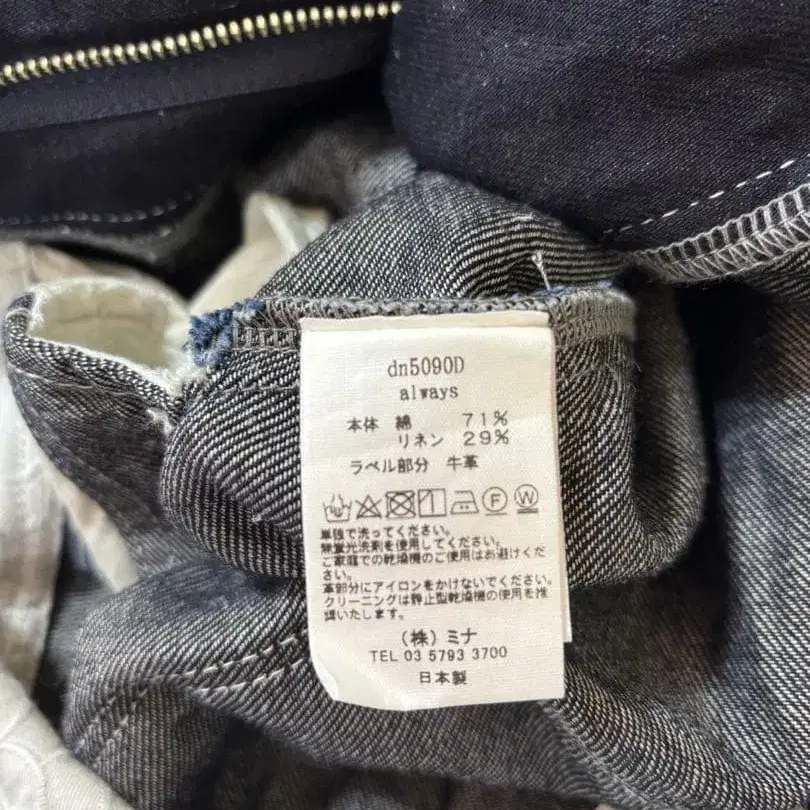 dn5090D
always
本体 綿 71%
リネン 29%
ラベル部分 牛革
F W
単独で洗ってください。
無蛍光洗剤を使用してください。
ご家庭での乾燥機のご使用はお避けくださ
い。
革部分にアイロンをかけないでください。
クリーニングは静止型乾燥機の使用を推
奨いたします。
(株)ミナ
TEL 03 5793 3700
日本製